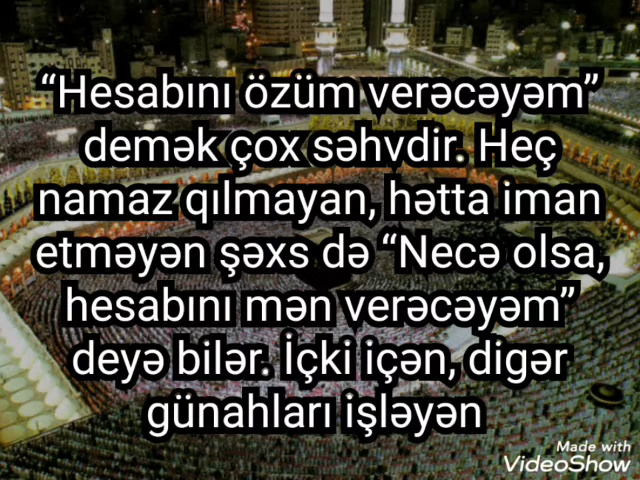 “Hesabını özüm verəcəyəm”
demək çox səhvdir. Heç
namaz qılmayan, hətta iman
etməyən şəxs də “Necə olsa,
hesabını mən verəcəyəm”
deyə bilər. İçki içən, digər
günahları işləyən
Made with
VideoShow